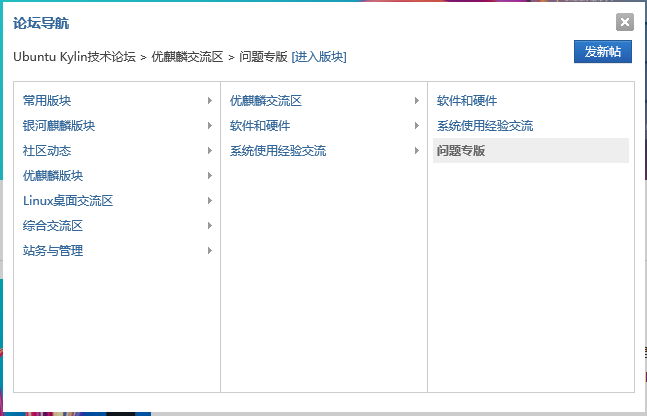 论坛导航
Ubuntu Kylin技术论坛 > 优麒麟交流区 > 问题专版 [进入版块]
发新帖
常用版块
银河麒麟版块
社区动态
优麒麟版块
Linux桌面交流区
综合交流区
站务与管理
优麒麟交流区
软件和硬件
系统使用经验交流
软件和硬件
系统使用经验交流
问题专版